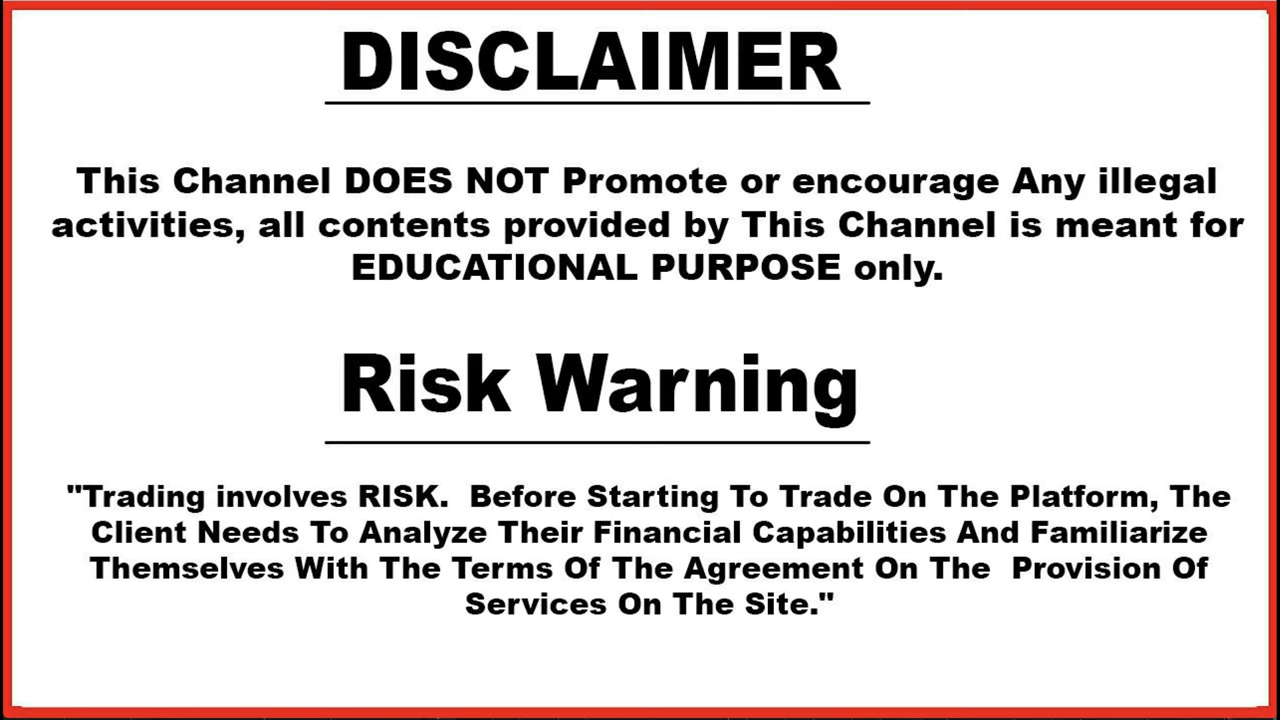 DISCLAIMER
This Channel DOES NOT Promote or encourage Any illegal
activities, all contents provided by This Channel is meant for
EDUCATIONAL PURPOSE only.
Risk Warning
"Trading involves RISK.  Before Starting To Trade On The Platform, The
Client Needs To Analyze Their Financial Capabilities And Familiarize
Themselves With The Terms Of The Agreement On The  Provision Of
Services On The Site."